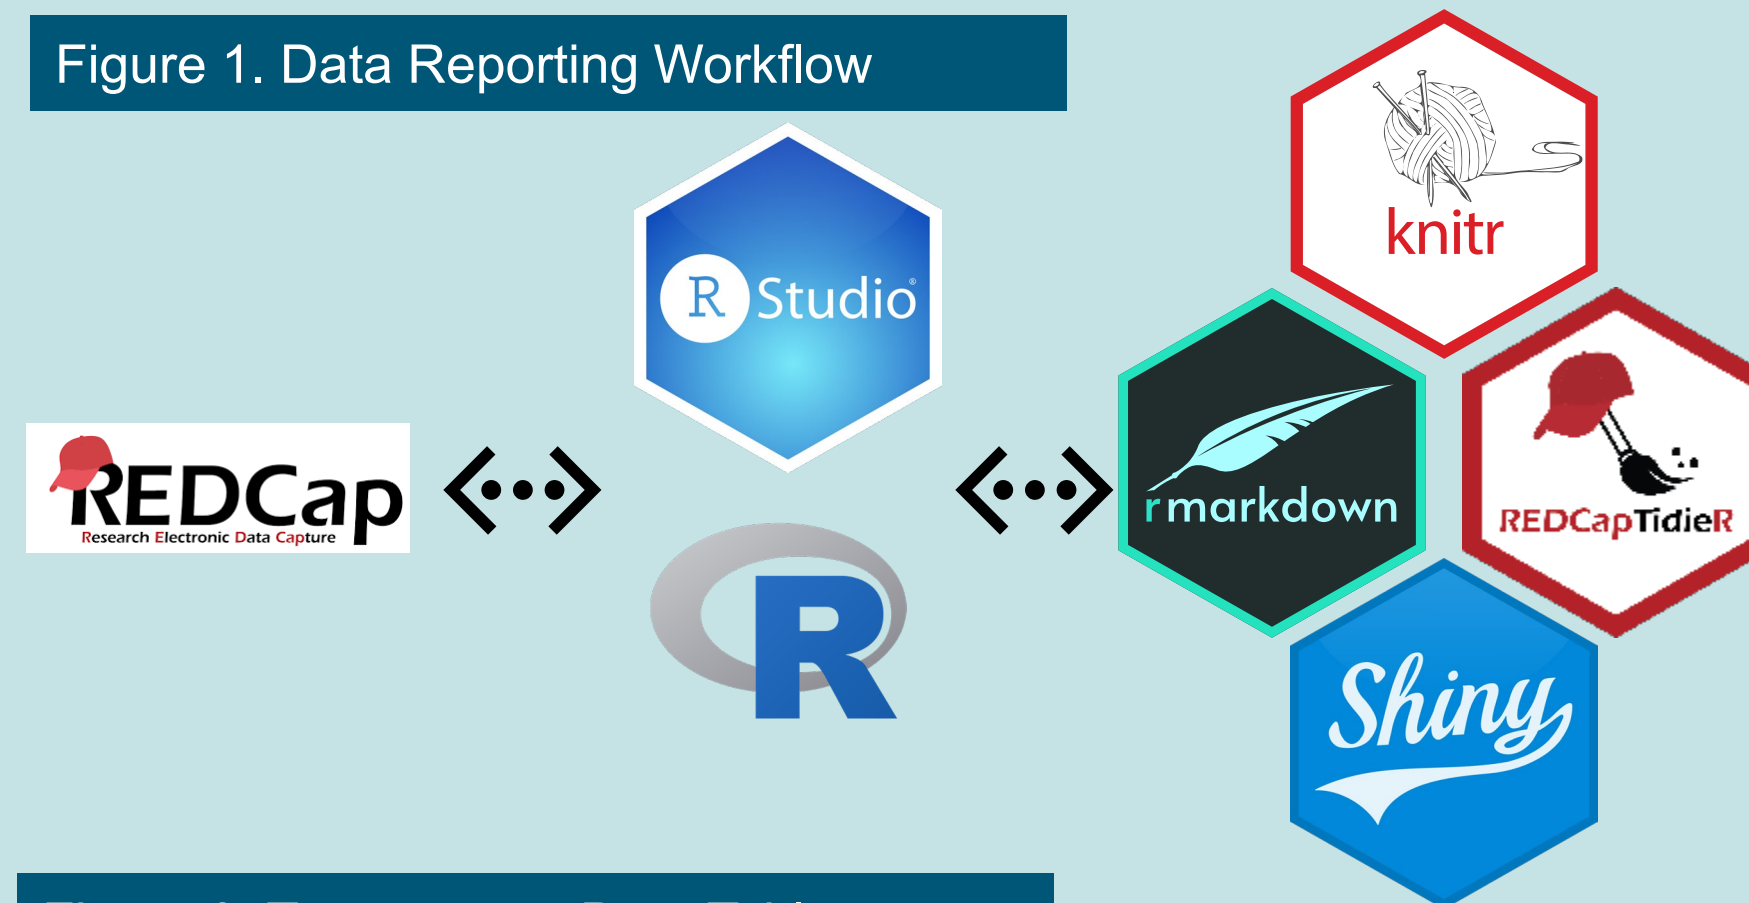 Figure 1. Data Reporting Workflow
knitr
R Studio®
REDCap
Research Electronic Data Capture
rmarkdown
REDCapTidieR
R
Shiny